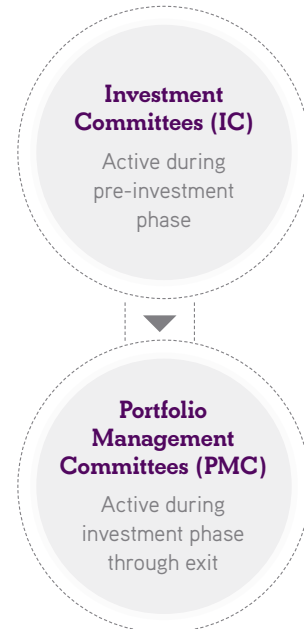 Investment
Committees (IC)
Active during
pre-investment
phase
Portfolio
Management
Committees (PMC)
Active during
investment phase
through exit